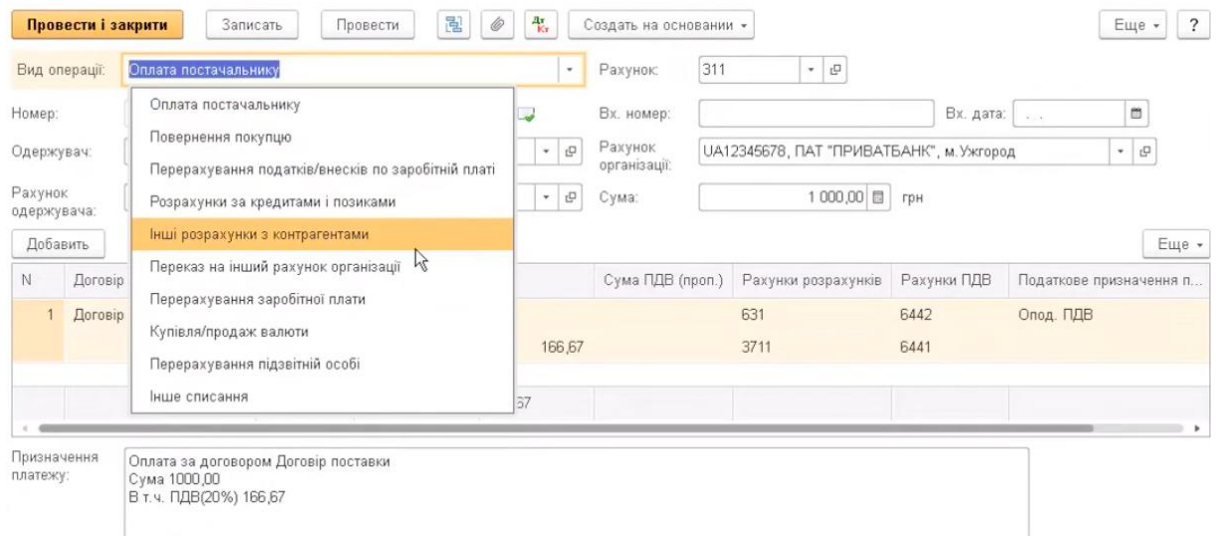 Провести і закрити Записать Провести Дт Кт Создать на основании Еще ?
Вид операції: Оплата постачальнику Рахунок: 311
Номер: Вх. номер: Вх. дата: . .
Одержувач: Рахунок організації: UA12345678, ПАТ "ПРИВАТБАНК", м.Ужгород
Рахунок одержувача: Сума: 1 000,00 грн
Оплата постачальнику
Повернення покупцю
Перерахування податків/внесків по заробітній платі
Розрахунки за кредитами і позиками
Інші розрахунки з контрагентами
Переказ на інший рахунок організації
Перерахування заробітної плати
Купівля/продаж валюти
Перерахування підзвітній особі
Інше списання
Добавить Еще
N Договір Сума ПДВ (проп.) Рахунки розрахунків Рахунки ПДВ Податкове призначення п...
1 Договір 631 6442 Опод. ПДВ
166,67 3711 6441
67
Призначення платежу:
Оплата за договором Договір поставки
Сума 1000,00
В т.ч. ПДВ(20%) 166,67